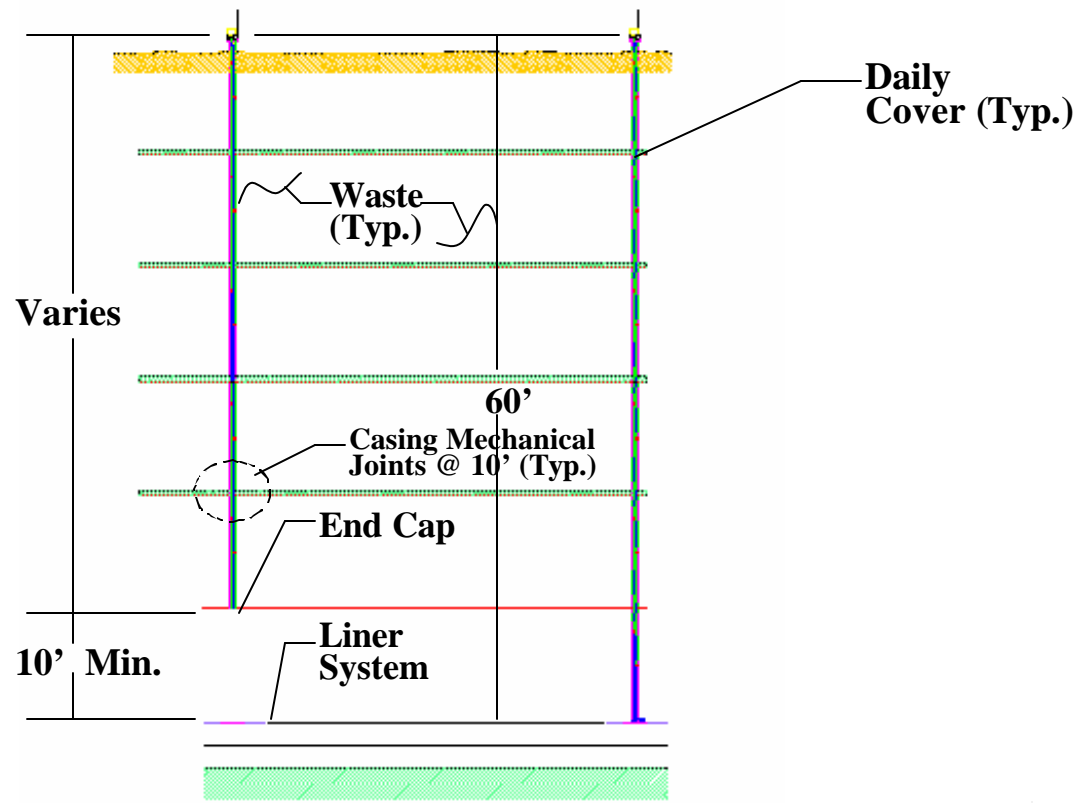 Daily
Cover (Typ.)
Waste
(Typ.)
Varies
60’
Casing Mechanical
Joints @ 10’ (Typ.)
End Cap
Liner
System
10’ Min.